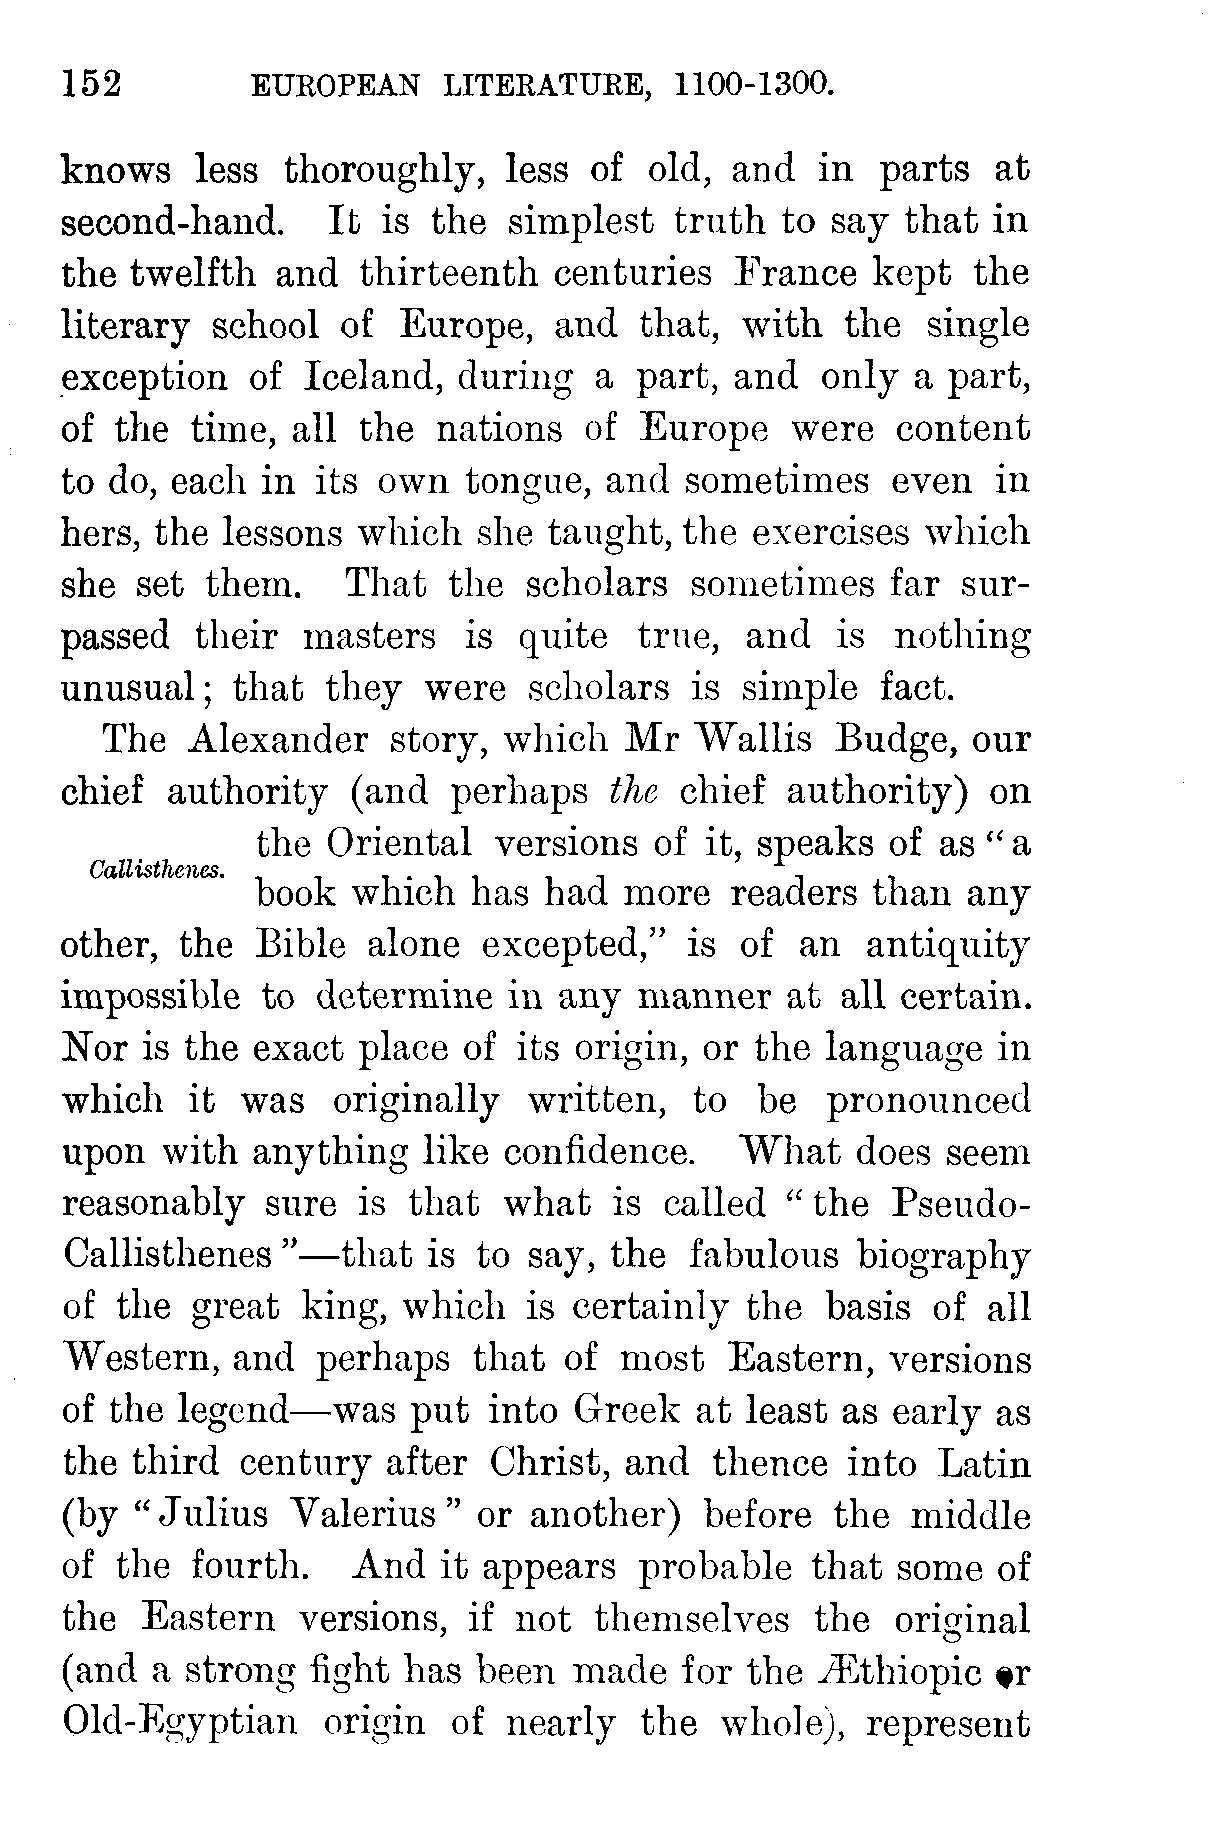 152 EUROPEAN LITERATURE, 1100-1300.
knows less thoroughly, less of old, and in parts at
second-hand. It is the simplest truth to say that in
the twelfth and thirteenth centuries France kept the
literary school of Europe, and that, with the single
exception of Iceland, during a part, and only a part,
of the time, all the nations of Europe were content
to do, each in its own tongue, and sometimes even in
hers, the lessons which she taught, the exercises which
she set them. That the scholars sometimes far sur-
passed their masters is quite true, and is nothing
unusual; that they were scholars is simple fact.
The Alexander story, which Mr Wallis Budge, our
chief authority (and perhaps the chief authority) on
the Oriental versions of it, speaks of as "a
Callisthenes.
book which has had more readers than any
other, the Bible alone excepted," is of an antiquity
impossible to determine in any manner at all certain.
Nor is the exact place of its origin, or the language in
which it was originally written, to be pronounced
upon with anything like confidence. What does seem
reasonably sure is that what is called "the Pseudo-
Callisthenes"—that is to say, the fabulous biography
of the great king, which is certainly the basis of all
Western, and perhaps that of most Eastern, versions
of the legend—was put into Greek at least as early as
the third century after Christ, and thence into Latin
(by "Julius Valerius" or another) before the middle
of the fourth. And it appears probable that some of
the Eastern versions, if not themselves the original
(and a strong fight has been made for the Æthiopic or
Old-Egyptian origin of nearly the whole), represent